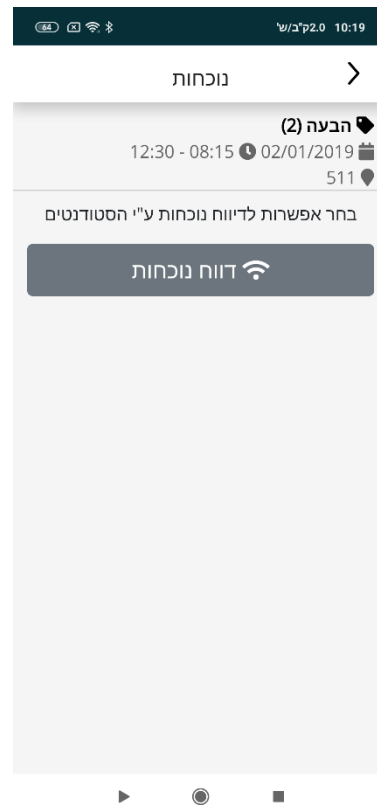 10:19 2.0ק"ב/ש' 64
נוכחות
הבעה (2)
02/01/2019 08:15 - 12:30
511
בחר אפשרות לדיווח נוכחות ע"י הסטודנטים
דווח נוכחות